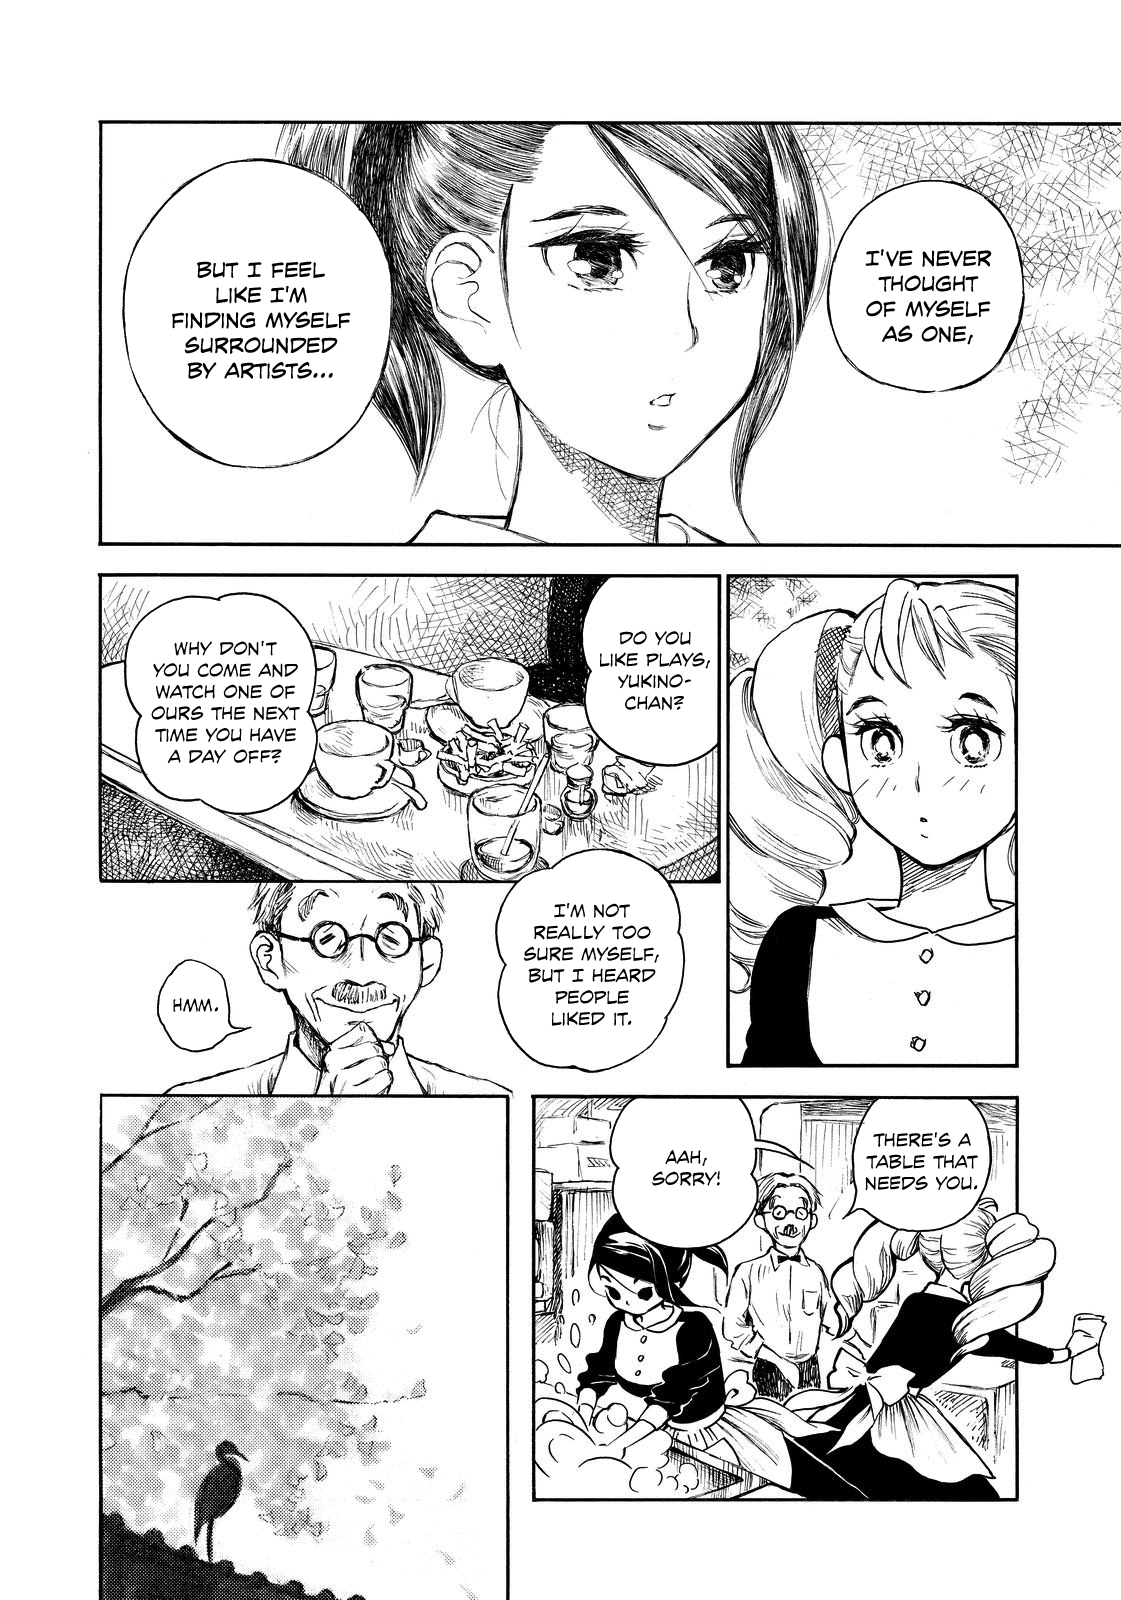 I'VE NEVER
THOUGHT
OF MYSELF
AS ONE,
BUT I FEEL
LIKE I'M
FINDING MYSELF
SURROUNDED
BY ARTISTS...
DO YOU
LIKE PLAYS,
YUKINO-
CHAN?
WHY DON'T
YOU COME AND
WATCH ONE OF
OURS THE NEXT
TIME YOU HAVE
A DAY OFF?
I'M NOT
REALLY TOO
SURE MYSELF,
BUT I HEARD
PEOPLE
LIKED IT.
HMM.
THERE'S A
TABLE THAT
NEEDS YOU.
AAH,
SORRY!